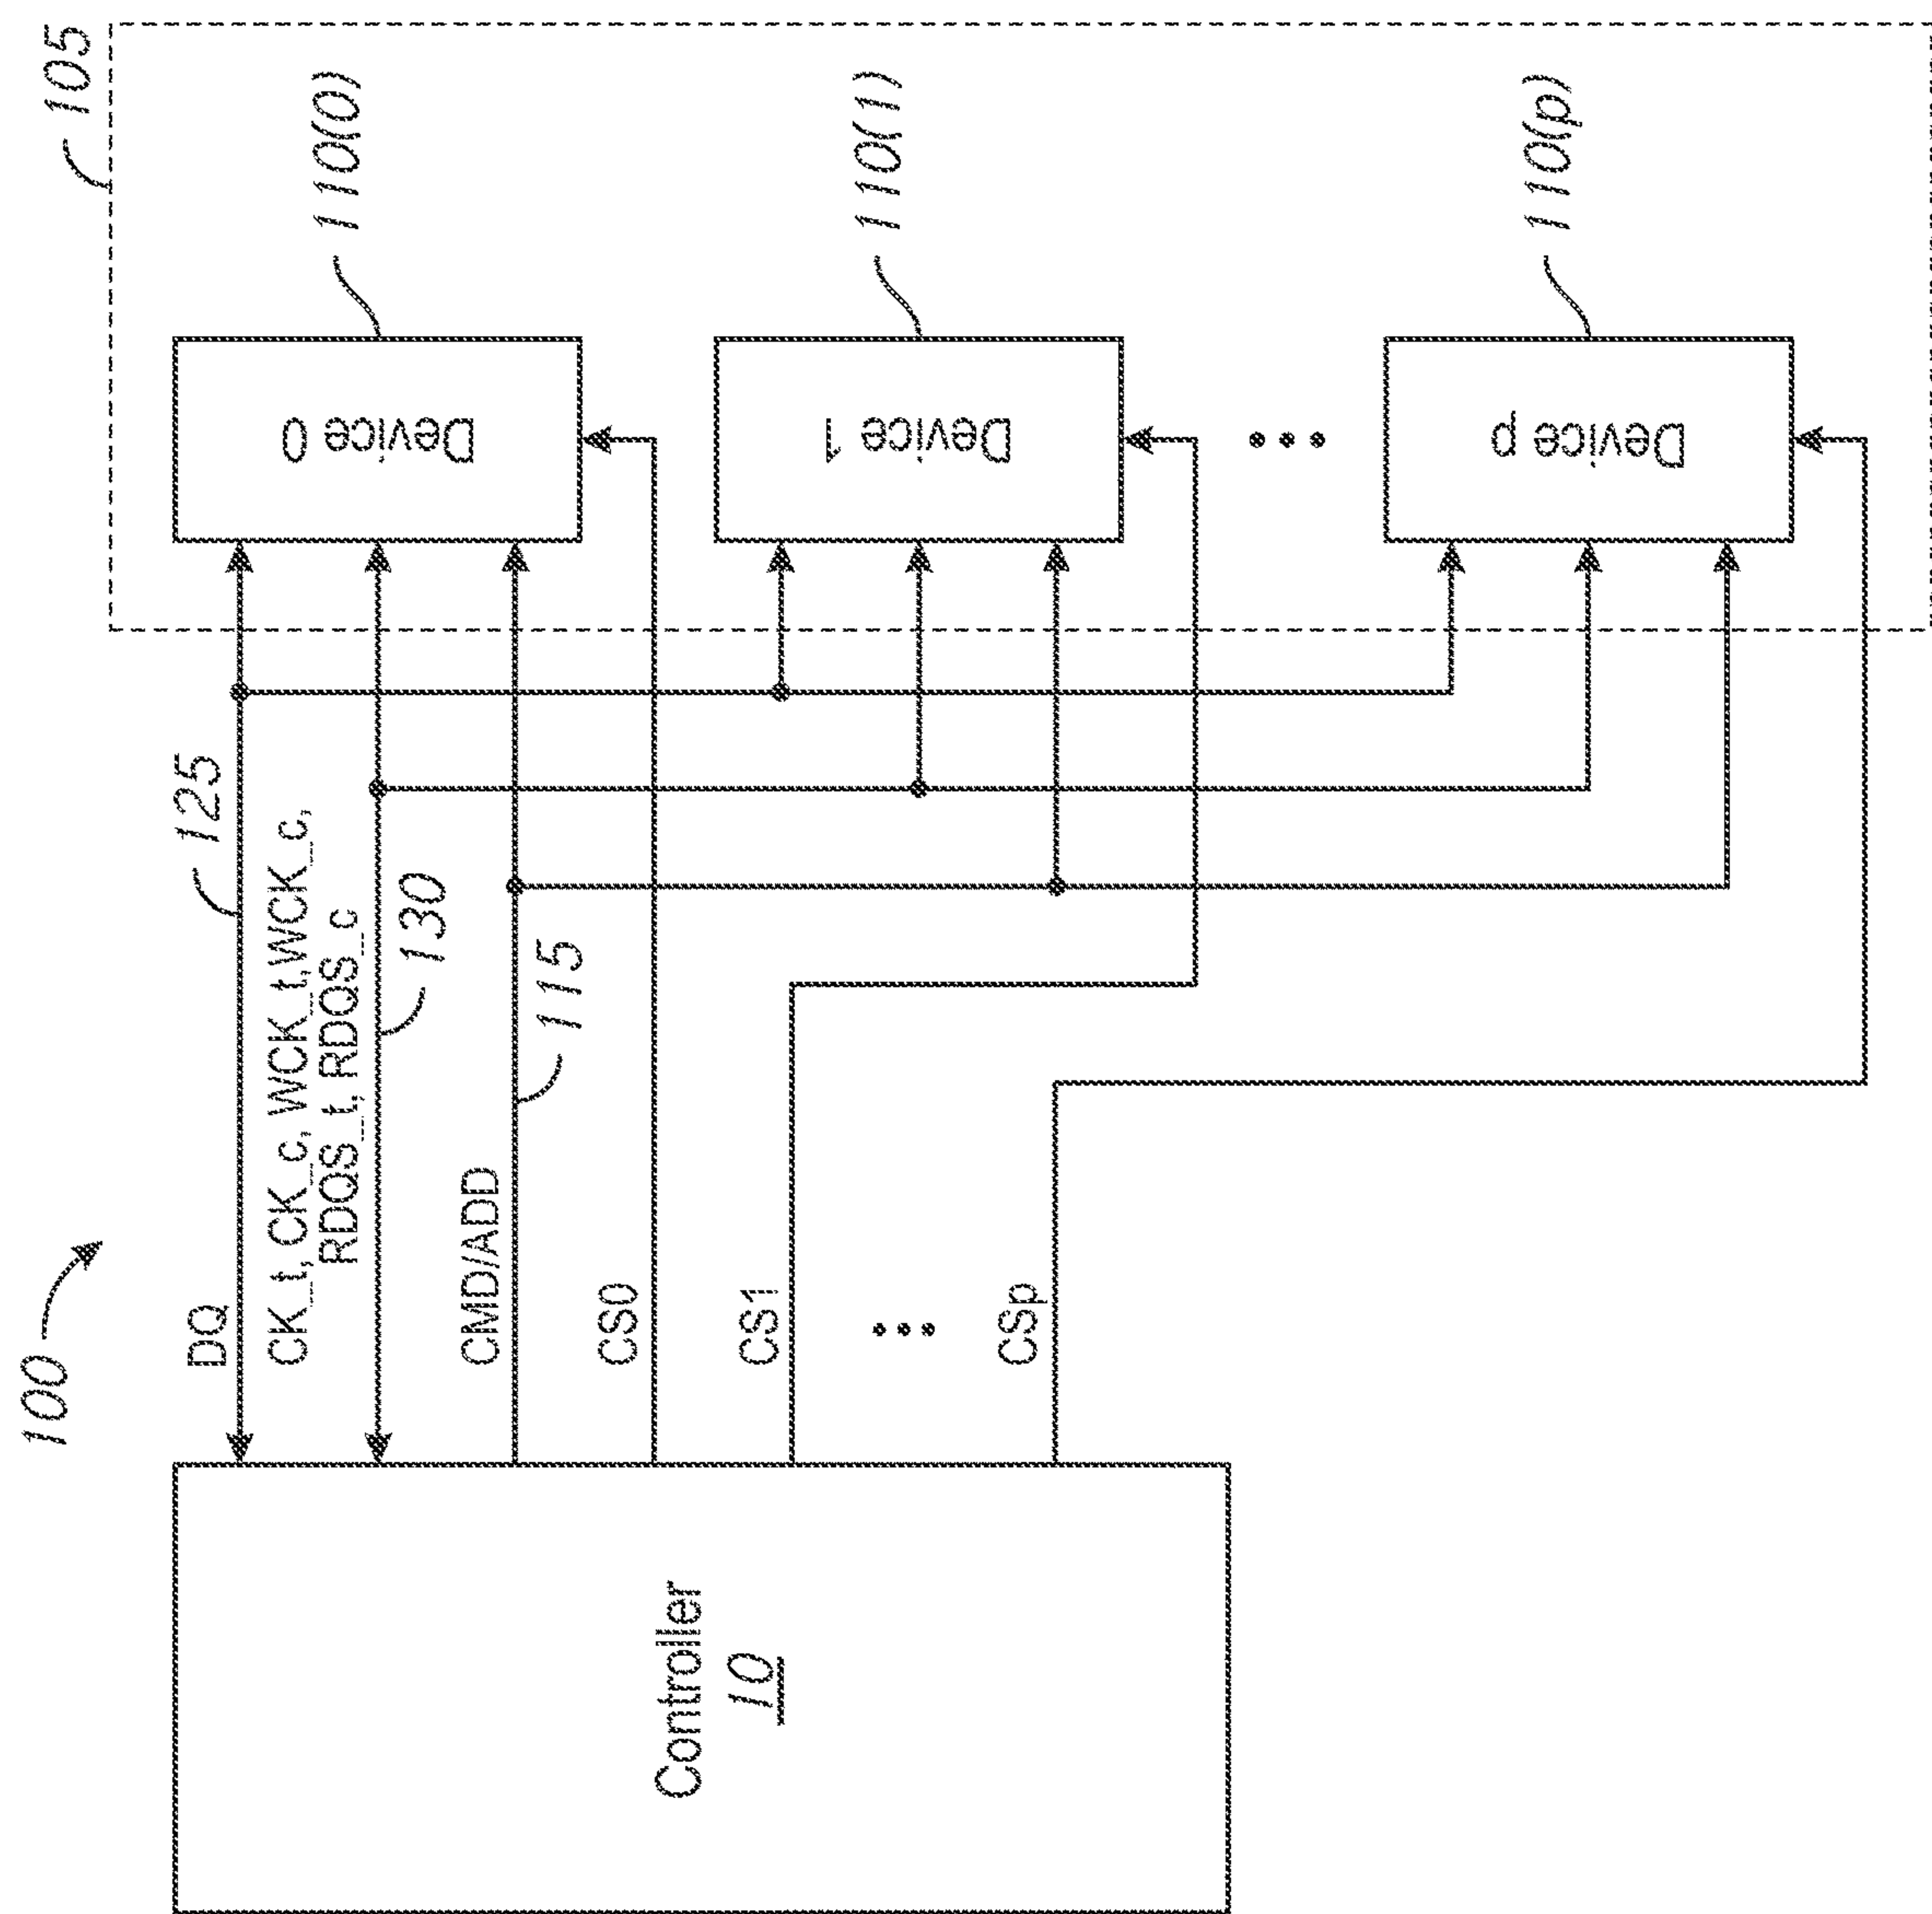 100
105
Controller
10
DQ
125
CK_t, CK_c, WCK_t,WCK_c,
RDQS_t, RDQS_c
130
CMD/ADD
115
CS0
CS1
CSp
Device 0
110(0)
Device 1
110(1)
Device p
110(p)